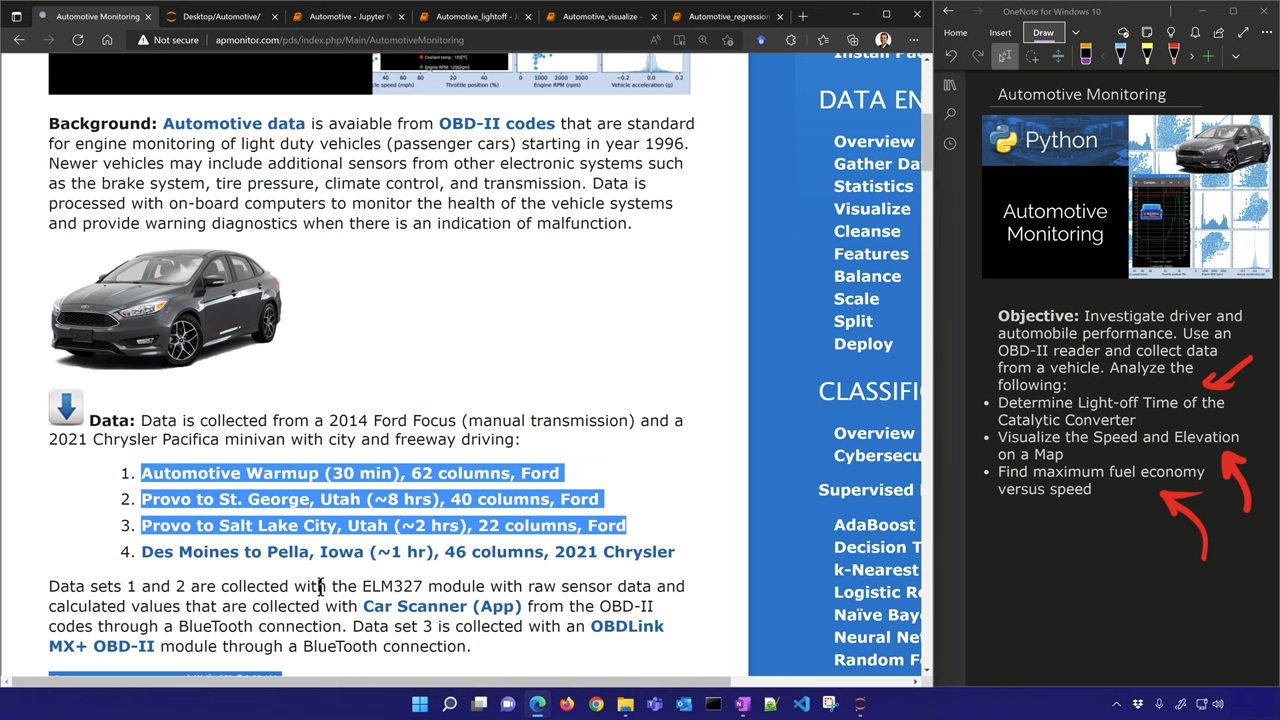 Automotive Monitoring
Desktop/Automotive/
Automotive - Jupyter N
Automotive_lightoff - J
Automotive_visualize -
Automotive_regression
OneNote for Windows 10
Not secure
apmonitor.com/pds/index.php/Main/AutomotiveMonitoring
Home
Insert
Draw
View
Vehicle speed (mph)
Throttle position (%)
Engine RPM (rpm)
Vehicle acceleration (g)
Background: Automotive data is avaiable from OBD-II codes that are standard
for engine monitoring of light duty vehicles (passenger cars) starting in year 1996.
Newer vehicles may include additional sensors from other electronic systems such
as the brake system, tire pressure, climate control, and transmission. Data is
processed with on-board computers to monitor the health of the vehicle systems
and provide warning diagnostics when there is an indication of malfunction.
Data: Data is collected from a 2014 Ford Focus (manual transmission) and a
2021 Chrysler Pacifica minivan with city and freeway driving:
1. Automotive Warmup (30 min), 62 columns, Ford
2. Provo to St. George, Utah (~8 hrs), 40 columns, Ford
3. Provo to Salt Lake City, Utah (~2 hrs), 22 columns, Ford
4. Des Moines to Pella, Iowa (~1 hr), 46 columns, 2021 Chrysler
Data sets 1 and 2 are collected with the ELM327 module with raw sensor data and
calculated values that are collected with Car Scanner (App) from the OBD-II
codes through a BlueTooth connection. Data set 3 is collected with an OBDLink
MX+ OBD-II module through a BlueTooth connection.
Install Pac
DATA EN
Overview
Gather Da
Statistics
Visualize
Cleanse
Features
Balance
Scale
Split
Deploy
CLASSIFI
Overview
Cybersecu
Supervised
AdaBoost
Decision T
k-Nearest
Logistic Re
Naïve Bay
Neural Net
Random F
Automotive Monitoring
Python
Automotive
Monitoring
Objective: Investigate driver and
automobile performance. Use an
OBD-II reader and collect data
from a vehicle. Analyze the
following:
• Determine Light-off Time of the
Catalytic Converter
• Visualize the Speed and Elevation
on a Map
• Find maximum fuel economy
versus speed